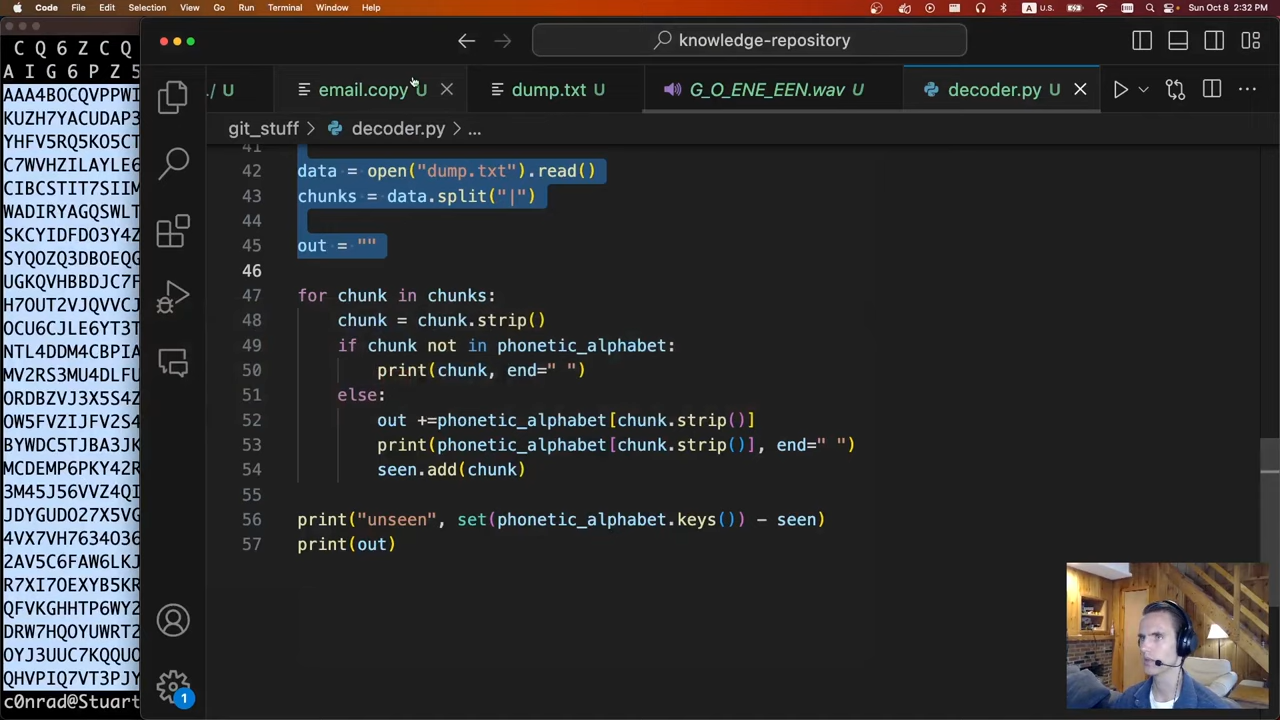 Code File Edit Selection View Go Run Terminal Window Help U.S. Sun Oct 8 2:32 PM
knowledge-repository
./ U email.copy U dump.txt U G_O_ENE_EEN.wav U decoder.py U
git_stuff > decoder.py > ...
C Q 6 Z C Q
A I G 6 P Z 5
AAA4BOCQVPPWI
KUZH7YACUDAP3
YHFV5RQ5KO5CT
C7WVHZILAYLE6
CIBCSTIT7SIIM
WADIRYAGQSWLT
SKCYIDFDO3Y4Z
SYQOZQ3DBOEQG
UGKQVHBBDJC7F
H7OUT2VJQVVCJ
OCU6CJLE6YT3T
NTL4DDM4CBPIA
MV2RS3MU4DLFU
ORDBZVJ3X5S4Z
OW5FVZIJFV2S4
BYWDC5TJBA3JK
MCDEMP6PKY42R
3M45J56VVZ4QI
JDYGUDO27X5VG
4VX7VH7634O36
2AV5C6FAW6LKJ
R7XI7OEXYB5KR
QFVKGHHTP6WY2
DRW7HQOYUWRT2
OYJ3UUC7KQQUO
QHVPIQ7VT3PJY
c0nrad@Stuart
41
42 data = open("dump.txt").read()
43 chunks = data.split("|")
44
45 out = ""
46
47 for chunk in chunks:
48 chunk = chunk.strip()
49 if chunk not in phonetic_alphabet:
50 print(chunk, end=" ")
51 else:
52 out +=phonetic_alphabet[chunk.strip()]
53 print(phonetic_alphabet[chunk.strip()], end=" ")
54 seen.add(chunk)
55
56 print("unseen", set(phonetic_alphabet.keys()) - seen)
57 print(out)
1